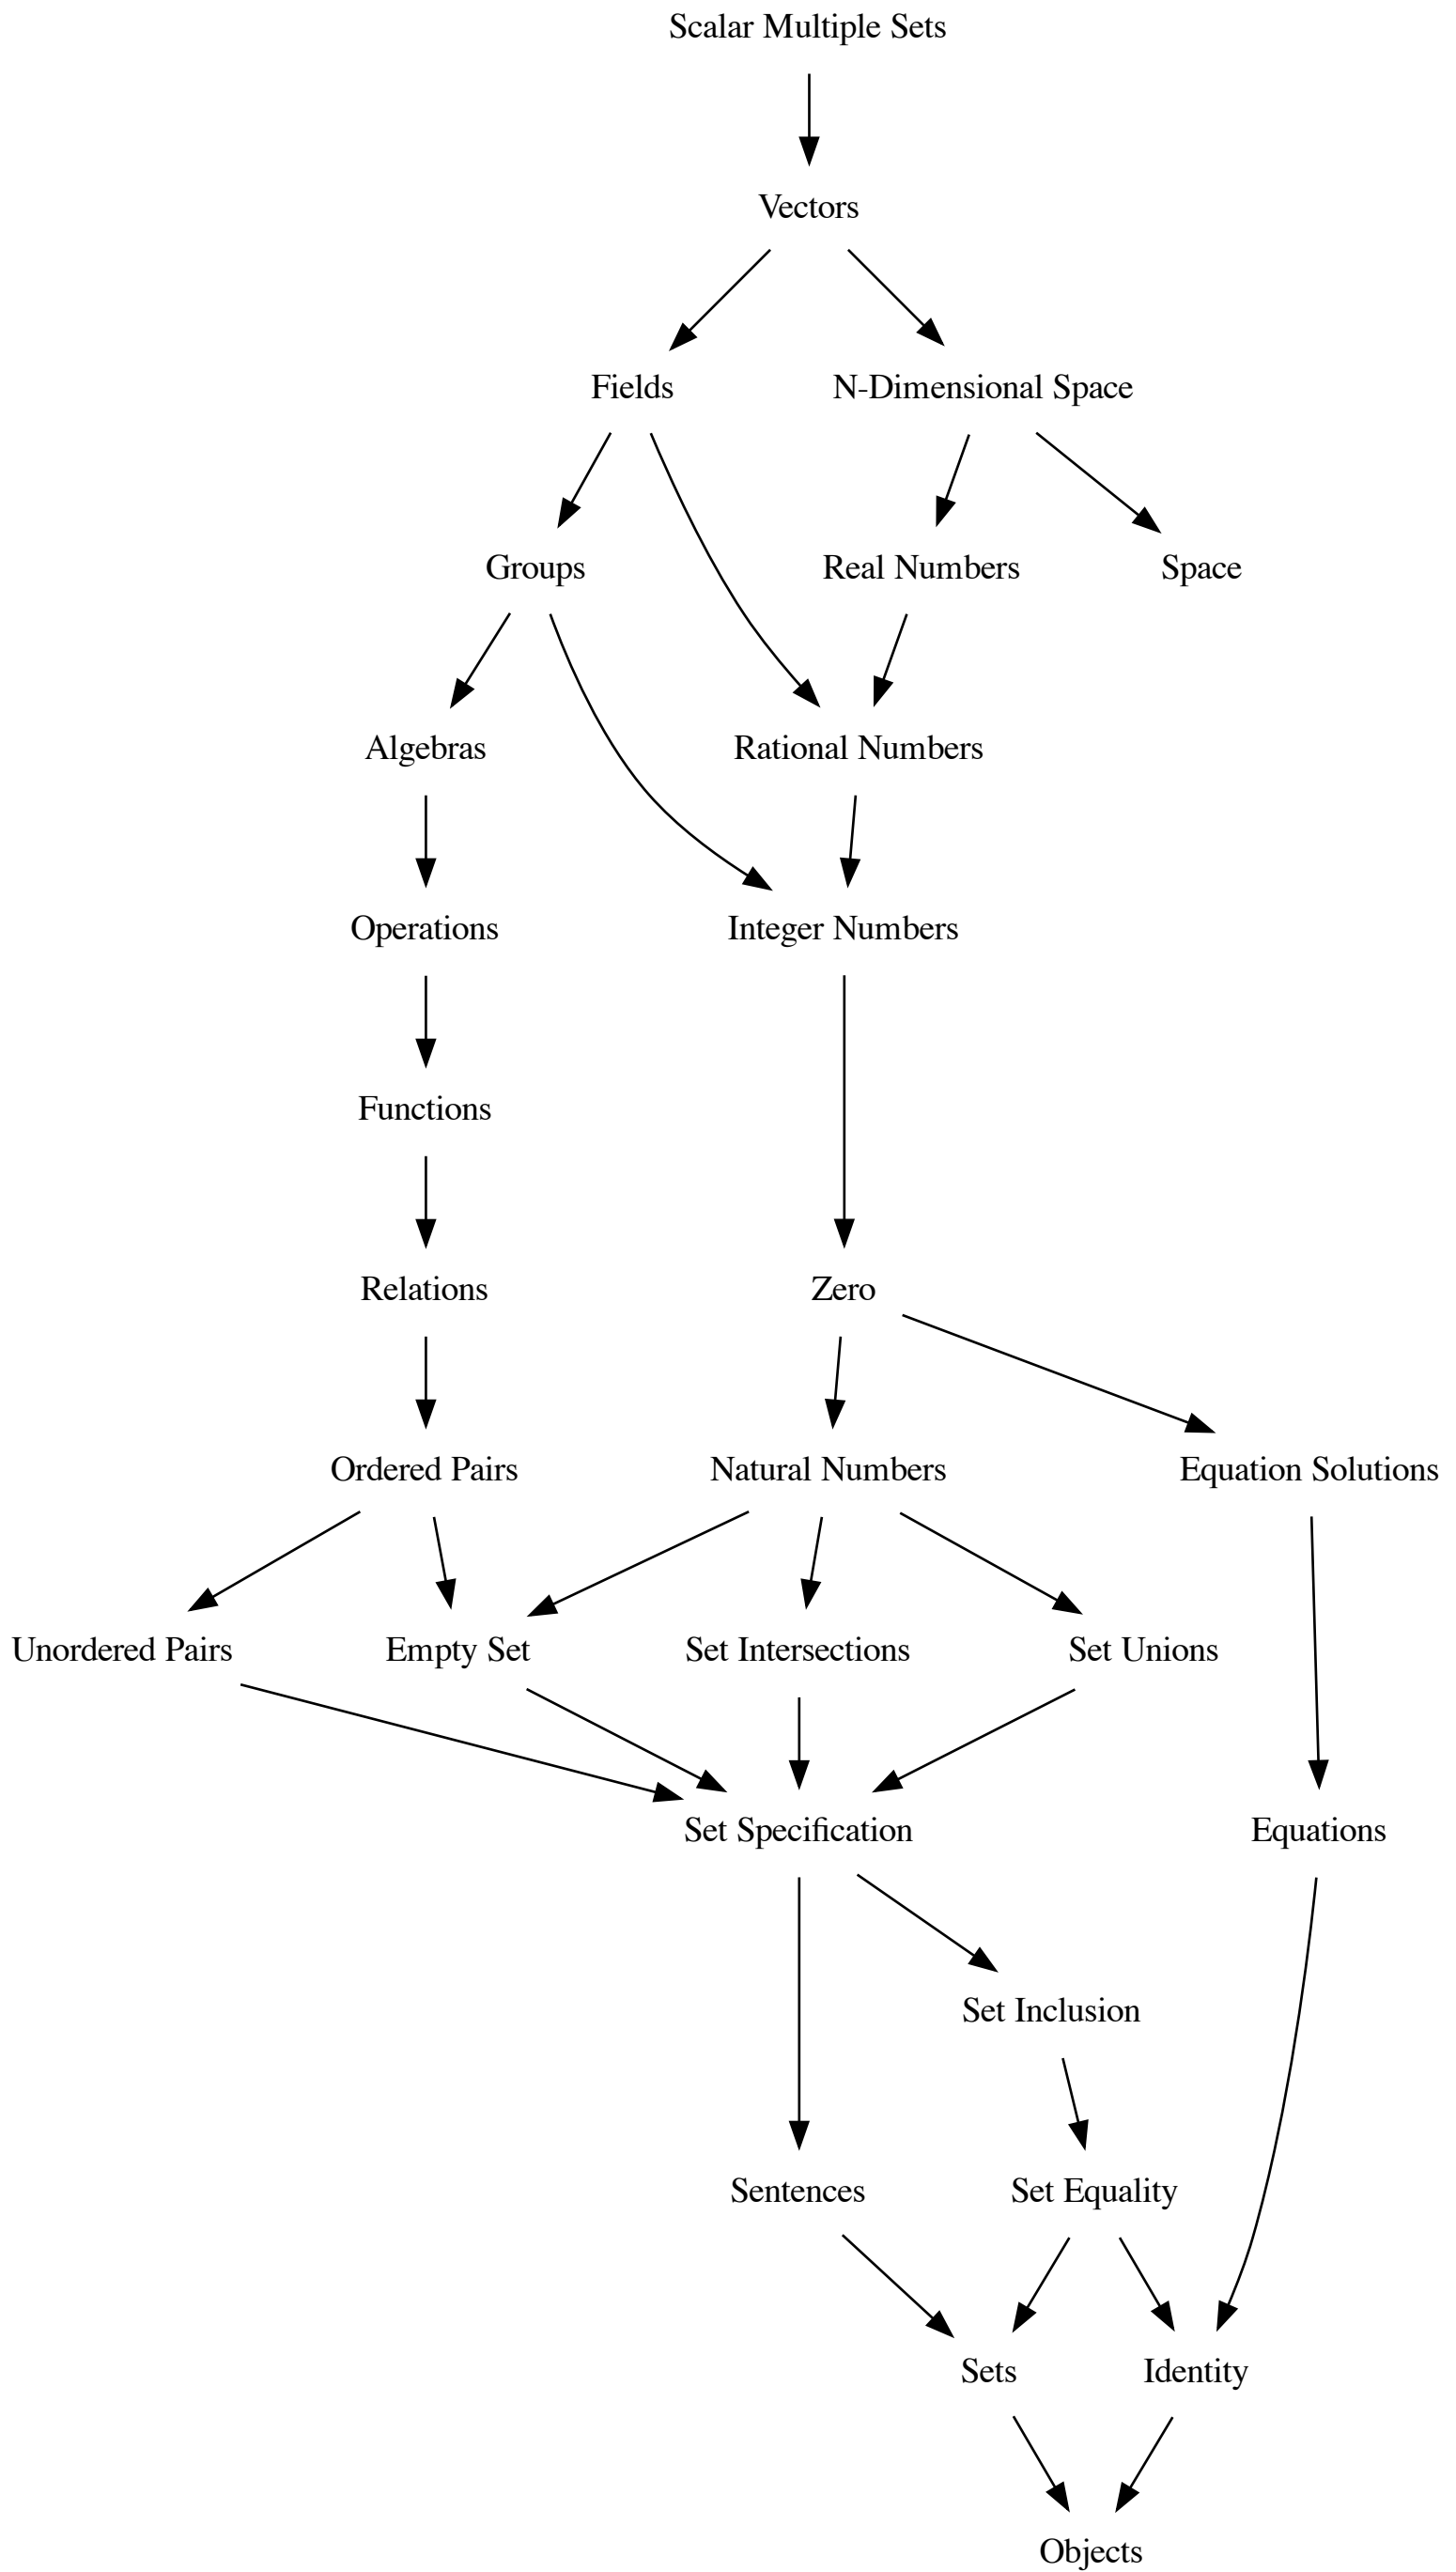 Scalar Multiple Sets
Vectors
Fields
N-Dimensional Space
Groups
Real Numbers
Space
Algebras
Rational Numbers
Operations
Integer Numbers
Functions
Relations
Zero
Ordered Pairs
Natural Numbers
Equation Solutions
Unordered Pairs
Empty Set
Set Intersections
Set Unions
Set Specification
Equations
Set Inclusion
Sentences
Set Equality
Sets
Identity
Objects